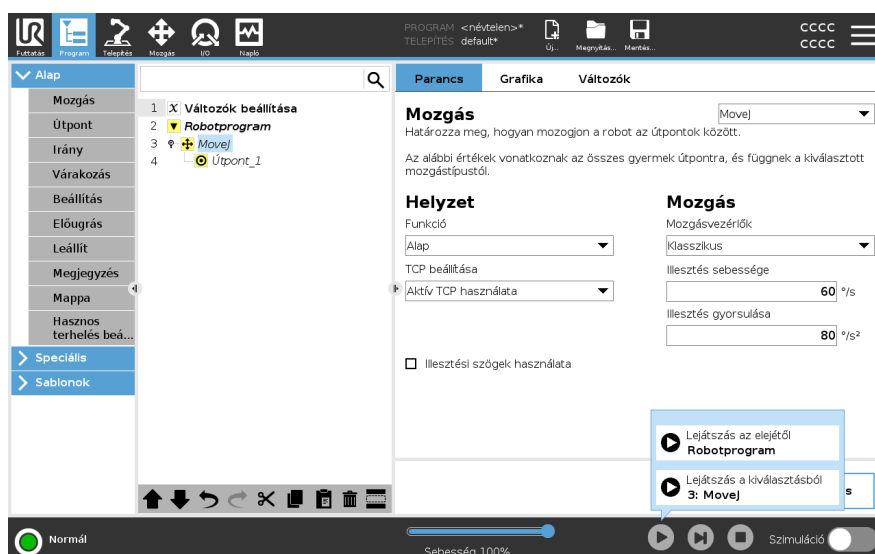 PROGRAM <névtelen>*
TELEPÍTÉS default*
CCCC
CCCC
Futtatás
Program
Telepítés
Mozgás
I/O
Napló
Új...
Megnyitás...
Mentés...
Alap
Mozgás
Útpont
Irány
Várakozás
Beállítás
Előugrás
Leállít
Megjegyzés
Mappa
Hasznos
terhelés beá...
Speciális
Sablonok
1 X Változók beállítása
2 Robotprogram
3 MoveJ
4 Útpont_1
Parancs
Grafika
Változók
Mozgás
MoveJ
Határozza meg, hogyan mozogjon a robot az útpontok között.
Az alábbi értékek vonatkoznak az összes gyermek útpontra, és függnek a kiválasztott
mozgástípustól.
Helyzet
Funkció
Alap
TCP beállítása
Aktív TCP használata
Illesztési szögek használata
Mozgás
Mozgásvezérlők
Klasszikus
Illesztés sebessége
60 °/s
Illesztés gyorsulása
80 °/s²
Lejátszás az elejétől
Robotprogram
Lejátszás a kiválasztásból
3: MoveJ
s
Normál
Sebesség 100%
Szimuláció